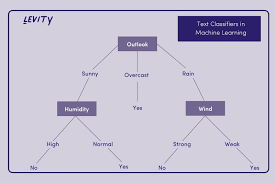 LEVITY
Text Classifiers in
Machine Learning
Outlook
Sunny
Overcast
Rain
Humidity
Yes
Wind
High
Normal
Strong
Weak
No
Yes
No
Yes